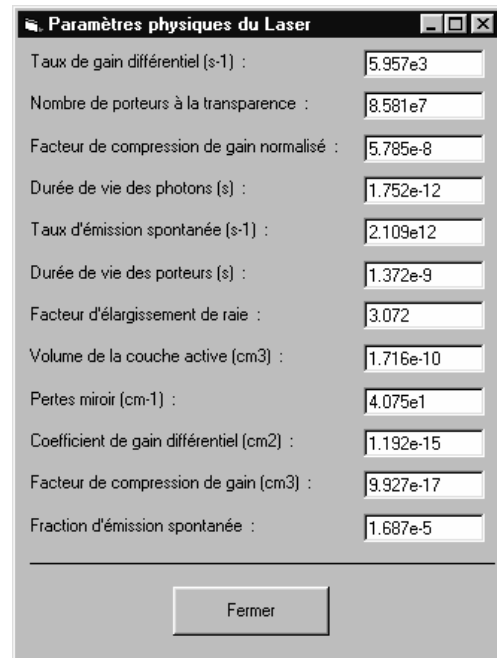 Paramètres physiques du Laser
Taux de gain différentiel (s-1) : 5.957e3
Nombre de porteurs à la transparence : 8.581e7
Facteur de compression de gain normalisé : 5.785e-8
Durée de vie des photons (s) : 1.752e-12
Taux d'émission spontanée (s-1) : 2.109e12
Durée de vie des porteurs (s) : 1.372e-9
Facteur d'élargissement de raie : 3.072
Volume de la couche active (cm3) : 1.716e-10
Pertes miroir (cm-1) : 4.075e1
Coefficient de gain différentiel (cm2) : 1.192e-15
Facteur de compression de gain (cm3) : 9.927e-17
Fraction d'émission spontanée : 1.687e-5
Fermer